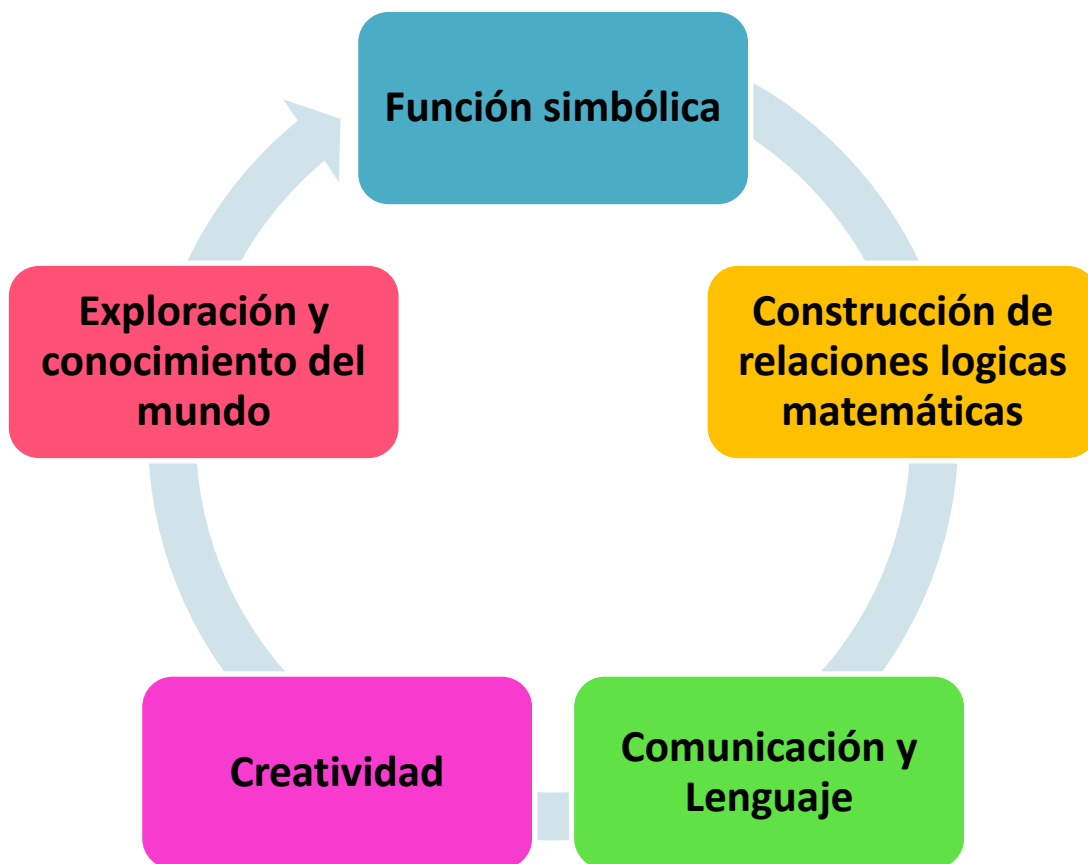 Función simbólica
Construcción de
relaciones logicas
matemáticas
Comunicación y
Lenguaje
Creatividad
Exploración y
conocimiento del
mundo